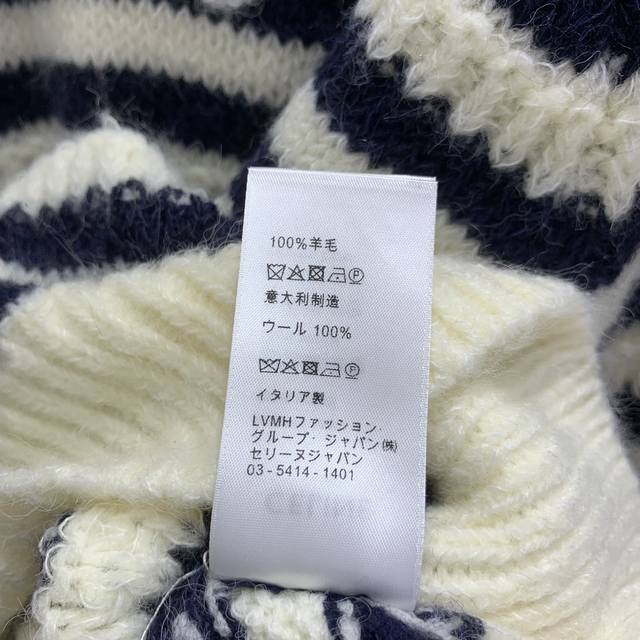 100%羊毛
意大利制造
ウール 100%
イタリア製
LVMHファッション·
グループ· ジャパン㈱
セリーヌジャパン
03-5414-1401
CELINE